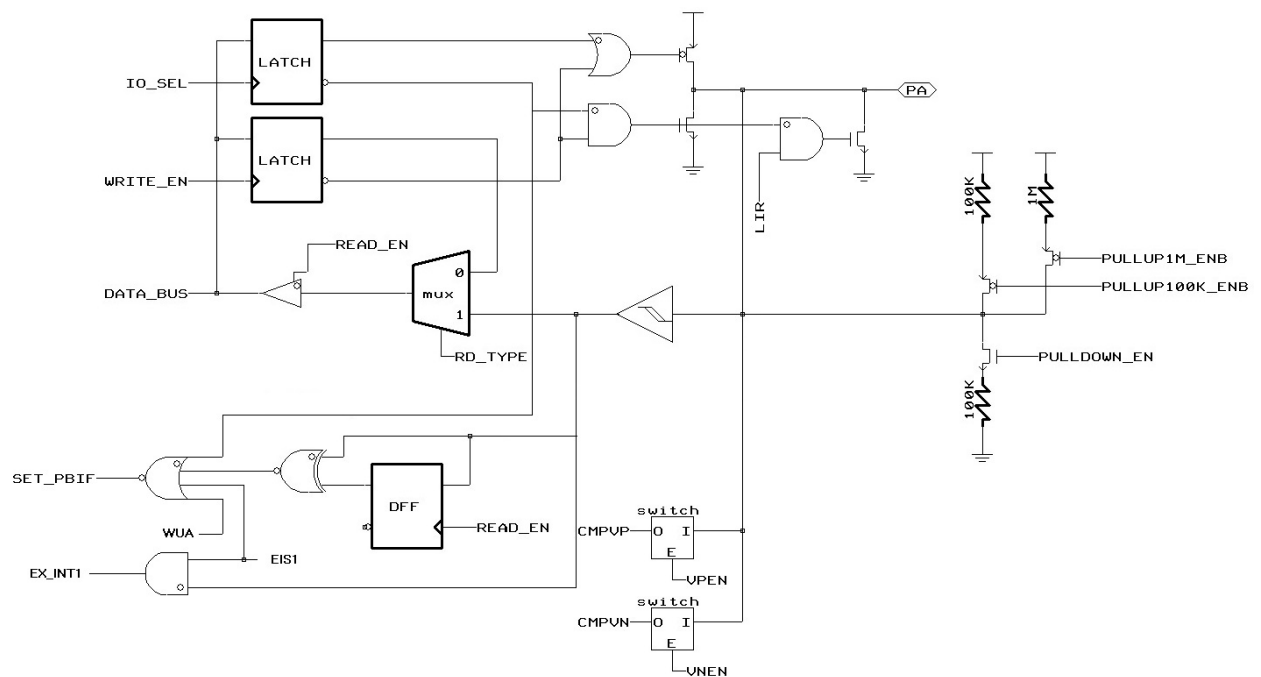 LATCH
IO_SEL
PA
LATCH
WRITE_EN
LIR
100K
1M
READ_EN
PULLUP1M_ENB
0
DATA_BUS
mux
PULLUP100K_ENB
1
RD_TYPE
PULLDOWN_EN
100K
SET_PBIF
DFF
READ_EN
switch
WUA
CMPVP
O I
E
EIS1
EX_INT1
VPEN
switch
CMPVN
O I
E
VNEN